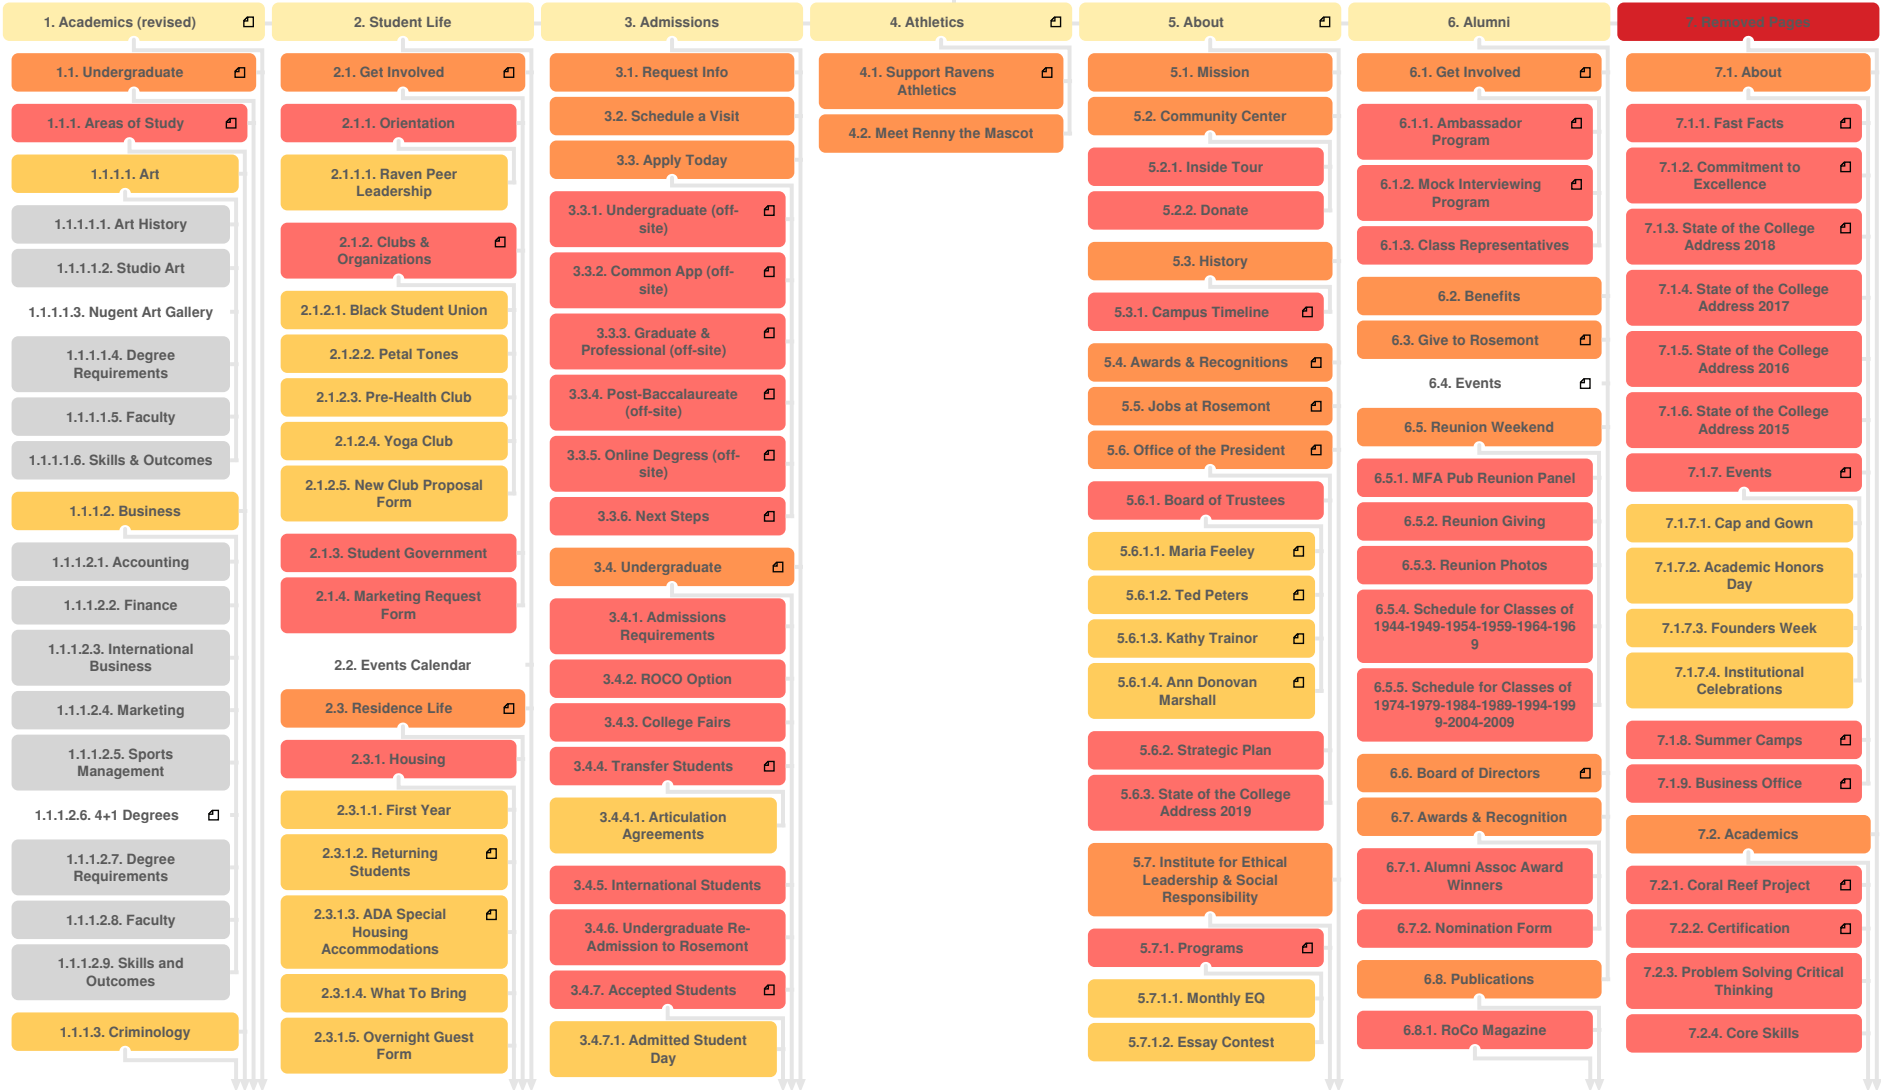 1. Academics (revised)
1.1. Undergraduate
1.1.1. Areas of Study
1.1.1.1. Art
1.1.1.1.1. Art History
1.1.1.1.2. Studio Art
1.1.1.1.3. Nugent Art Gallery
1.1.1.1.4. Degree
Requirements
1.1.1.1.5. Faculty
1.1.1.1.6. Skills & Outcomes
1.1.1.2. Business
1.1.1.2.1. Accounting
1.1.1.2.2. Finance
1.1.1.2.3. International
Business
1.1.1.2.4. Marketing
1.1.1.2.5. Sports
Management
1.1.1.2.6. 4+1 Degrees
1.1.1.2.7. Degree
Requirements
1.1.1.2.8. Faculty
1.1.1.2.9. Skills and
Outcomes
1.1.1.3. Criminology
2. Student Life
2.1. Get Involved
2.1.1. Orientation
2.1.1.1. Raven Peer
Leadership
2.1.2. Clubs &
Organizations
2.1.2.1. Black Student Union
2.1.2.2. Petal Tones
2.1.2.3. Pre-Health Club
2.1.2.4. Yoga Club
2.1.2.5. New Club Proposal
Form
2.1.3. Student Government
2.1.4. Marketing Request
Form
2.2. Events Calendar
2.3. Residence Life
2.3.1. Housing
2.3.1.1. First Year
2.3.1.2. Returning
Students
2.3.1.3. ADA Special
Housing
Accommodations
2.3.1.4. What To Bring
2.3.1.5. Overnight Guest
Form
3. Admissions
3.1. Request Info
3.2. Schedule a Visit
3.3. Apply Today
3.3.1. Undergraduate (off-
site)
3.3.2. Common App (off-
site)
3.3.3. Graduate &
Professional (off-site)
3.3.4. Post-Baccalaureate
(off-site)
3.3.5. Online Degress (off-
site)
3.3.6. Next Steps
3.4. Undergraduate
3.4.1. Admissions
Requirements
3.4.2. ROCO Option
3.4.3. College Fairs
3.4.4. Transfer Students
3.4.4.1. Articulation
Agreements
3.4.5. International Students
3.4.6. Undergraduate Re-
Admission to Rosemont
3.4.7. Accepted Students
3.4.7.1. Admitted Student
Day
4. Athletics
4.1. Support Ravens
Athletics
4.2. Meet Renny the Mascot
5. About
5.1. Mission
5.2. Community Center
5.2.1. Inside Tour
5.2.2. Donate
5.3. History
5.3.1. Campus Timeline
5.4. Awards & Recognitions
5.5. Jobs at Rosemont
5.6. Office of the President
5.6.1. Board of Trustees
5.6.1.1. Maria Feeley
5.6.1.2. Ted Peters
5.6.1.3. Kathy Trainor
5.6.1.4. Ann Donovan
Marshall
5.6.2. Strategic Plan
5.6.3. State of the College
Address 2019
5.7. Institute for Ethical
Leadership & Social
Responsibility
5.7.1. Programs
5.7.1.1. Monthly EQ
5.7.1.2. Essay Contest
6. Alumni
6.1. Get Involved
6.1.1. Ambassador
Program
6.1.2. Mock Interviewing
Program
6.1.3. Class Representatives
6.2. Benefits
6.3. Give to Rosemont
6.4. Events
6.5. Reunion Weekend
6.5.1. MFA Pub Reunion Panel
6.5.2. Reunion Giving
6.5.3. Reunion Photos
6.5.4. Schedule for Classes of
1944-1949-1954-1959-1964-196
9
6.5.5. Schedule for Classes of
1974-1979-1984-1989-1994-199
9-2004-2009
6.6. Board of Directors
6.7. Awards & Recognition
6.7.1. Alumni Assoc Award
Winners
6.7.2. Nomination Form
6.8. Publications
6.8.1. RoCo Magazine
7. Removed Pages
7.1. About
7.1.1. Fast Facts
7.1.2. Commitment to
Excellence
7.1.3. State of the College
Address 2018
7.1.4. State of the College
Address 2017
7.1.5. State of the College
Address 2016
7.1.6. State of the College
Address 2015
7.1.7. Events
7.1.7.1. Cap and Gown
7.1.7.2. Academic Honors
Day
7.1.7.3. Founders Week
7.1.7.4. Institutional
Celebrations
7.1.8. Summer Camps
7.1.9. Business Office
7.2. Academics
7.2.1. Coral Reef Project
7.2.2. Certification
7.2.3. Problem Solving Critical
Thinking
7.2.4. Core Skills